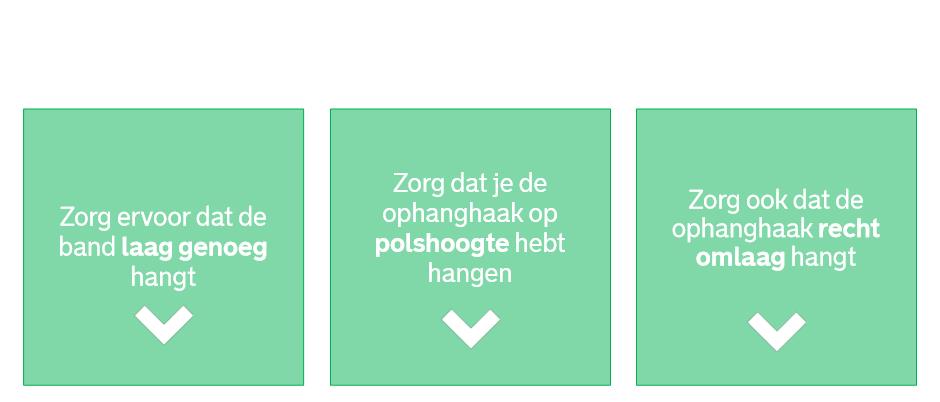 Zorg ervoor dat de
band laag genoeg
hangt
Zorg dat je de
ophanghaak op
polshoogte hebt
hangen
Zorg ook dat de
ophanghaak recht
omlaag hangt